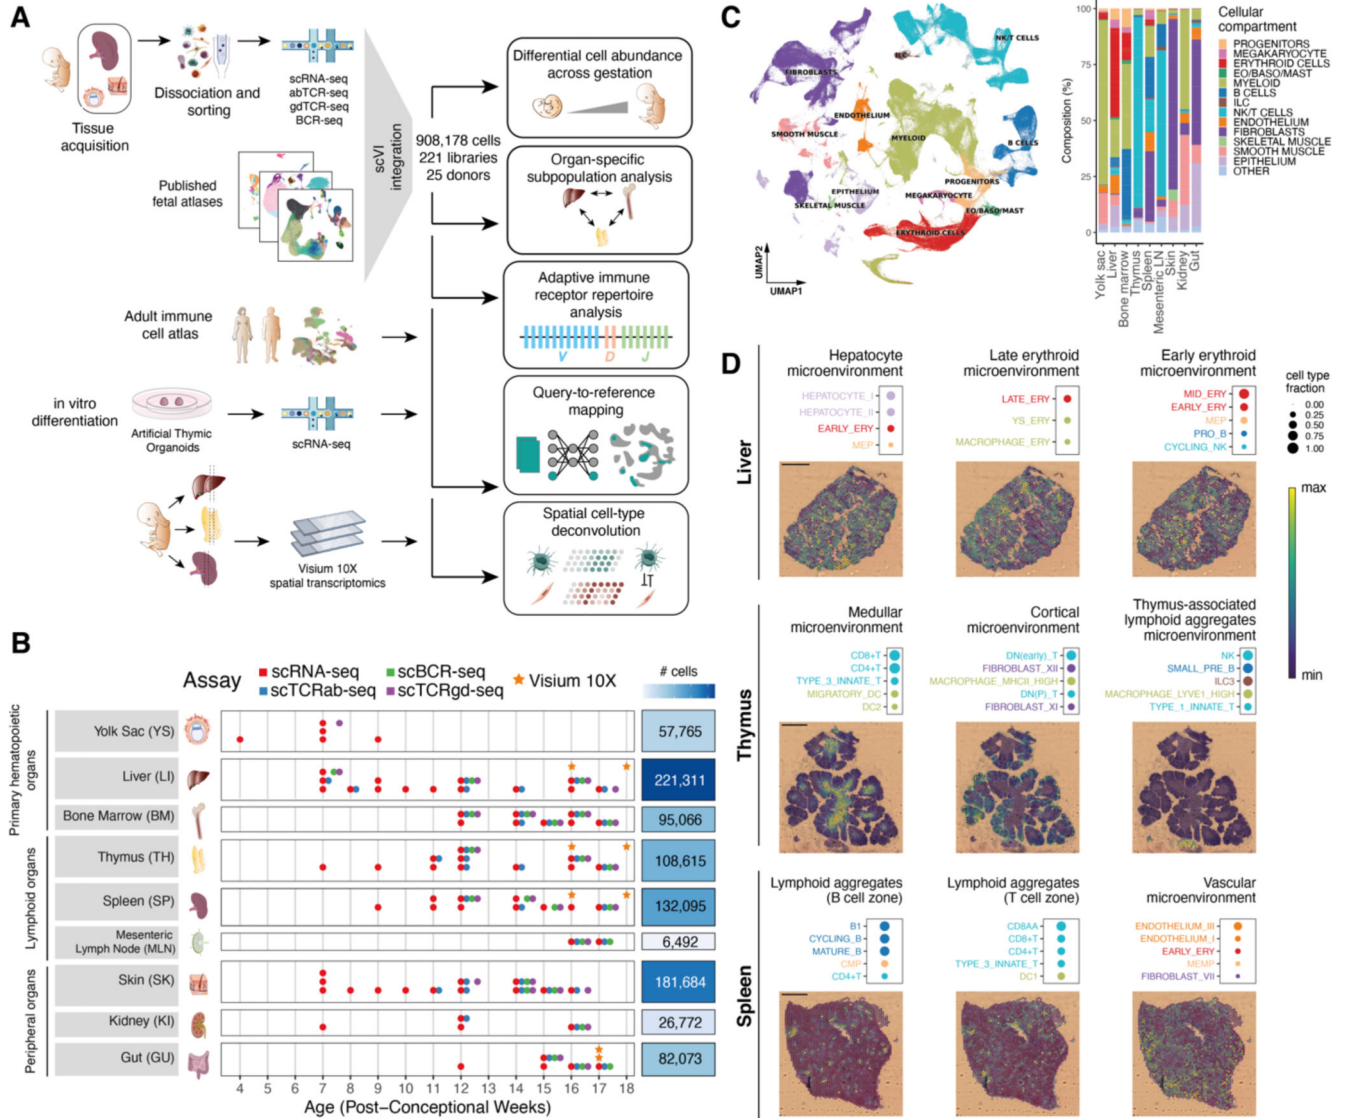 A
Tissue
acquisition
Dissociation and
sorting
scRNA-seq
abTCR-seq
gdTCR-seq
BCR-seq
Published
fetal atlases
scVI
integration
908,178 cells
221 libraries
25 donors
Adult immune
cell atlas
in vitro
differentiation
Artificial Thymic
Organoids
scRNA-seq
Visium 10X
spatial transcriptomics
Differential cell abundance
across gestation
Organ-specific
subpopulation analysis
Adaptive immune
receptor repertoire
analysis
V D J
Query-to-reference
mapping
Spatial cell-type
deconvolution
B
Assay
scRNA-seq
scTCRab-seq
scBCR-seq
scTCRgd-seq
Visium 10X
# cells
Primary hematopoietic
organs
Lymphoid organs
Peripheral organs
Yolk Sac (YS)
57,765
Liver (LI)
221,311
Bone Marrow (BM)
95,066
Thymus (TH)
108,615
Spleen (SP)
132,095
Mesenteric
Lymph Node (MLN)
6,492
Skin (SK)
181,684
Kidney (KI)
26,772
Gut (GU)
82,073
4 5 6 7 8 9 10 11 12 13 14 15 16 17 18
Age (Post–Conceptional Weeks)
C
NK/T CELLS
ILC
FIBROBLASTS
ENDOTHELIUM
SMOOTH MUSCLE
MYELOID
B CELLS
PROGENITORS
EPITHELIUM
MEGAKARYOCYTE
SKELETAL MUSCLE
EO/BASO/MAST
ERYTHROID CELLS
UMAP2
UMAP1
Composition (%)
100
75
50
25
0
Yolk sac
Liver
Bone marrow
Thymus
Spleen
Mesenteric LN
Skin
Kidney
Gut
Cellular
compartment
PROGENITORS
MEGAKARYOCYTE
ERYTHROID CELLS
EO/BASO/MAST
MYELOID
B CELLS
ILC
NK/T CELLS
ENDOTHELIUM
FIBROBLASTS
SKELETAL MUSCLE
SMOOTH MUSCLE
EPITHELIUM
OTHER
D
Liver
Hepatocyte
microenvironment
HEPATOCYTE_I
HEPATOCYTE_II
EARLY_ERY
MEP
Late erythroid
microenvironment
LATE_ERY
YS_ERY
MACROPHAGE_ERY
Early erythroid
microenvironment
MID_ERY
EARLY_ERY
MEP
PRO_B
CYCLING_NK
cell type
fraction
0.00
0.25
0.50
0.75
1.00
max
min
Thymus
Medullar
microenvironment
CD8+T
CD4+T
TYPE_3_INNATE_T
MIGRATORY_DC
DC2
Cortical
microenvironment
DN(early)_T
FIBROBLAST_XII
MACROPHAGE_MHCII_HIGH
DN(P)_T
FIBROBLAST_XI
Thymus-associated
lymphoid aggregates
microenvironment
NK
SMALL_PRE_B
ILC3
MACROPHAGE_LYVE1_HIGH
TYPE_1_INNATE_T
Spleen
Lymphoid aggregates
(B cell zone)
B1
CYCLING_B
MATURE_B
CMP
CD4+T
Lymphoid aggregates
(T cell zone)
CD8AA
CD8+T
CD4+T
TYPE_3_INNATE_T
DC1
Vascular
microenvironment
ENDOTHELIUM_III
ENDOTHELIUM_I
EARLY_ERY
MEMP
FIBROBLAST_VII